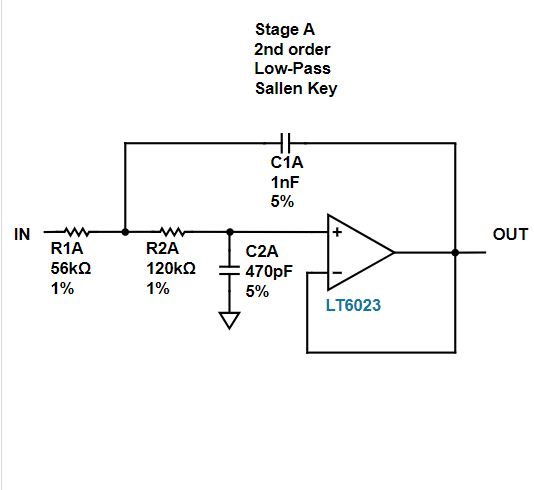 Stage A
2nd order
Low-Pass
Sallen Key
C1A
1nF
5%
IN
R1A
56kΩ
1%
R2A
120kΩ
1%
C2A
470pF
5%
+
−
LT6023
OUT